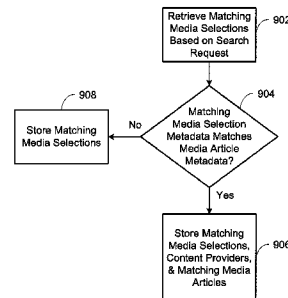 Retrieve Matching
Media Selections
Based on Search
Request
902
904
Matching
Media Selection
Metadata Matches
Media Article
Metadata?
No
908
Store Matching
Media Selections
Yes
Store Matching
Media Selections,
Content Providers,
& Matching Media
Articles
906